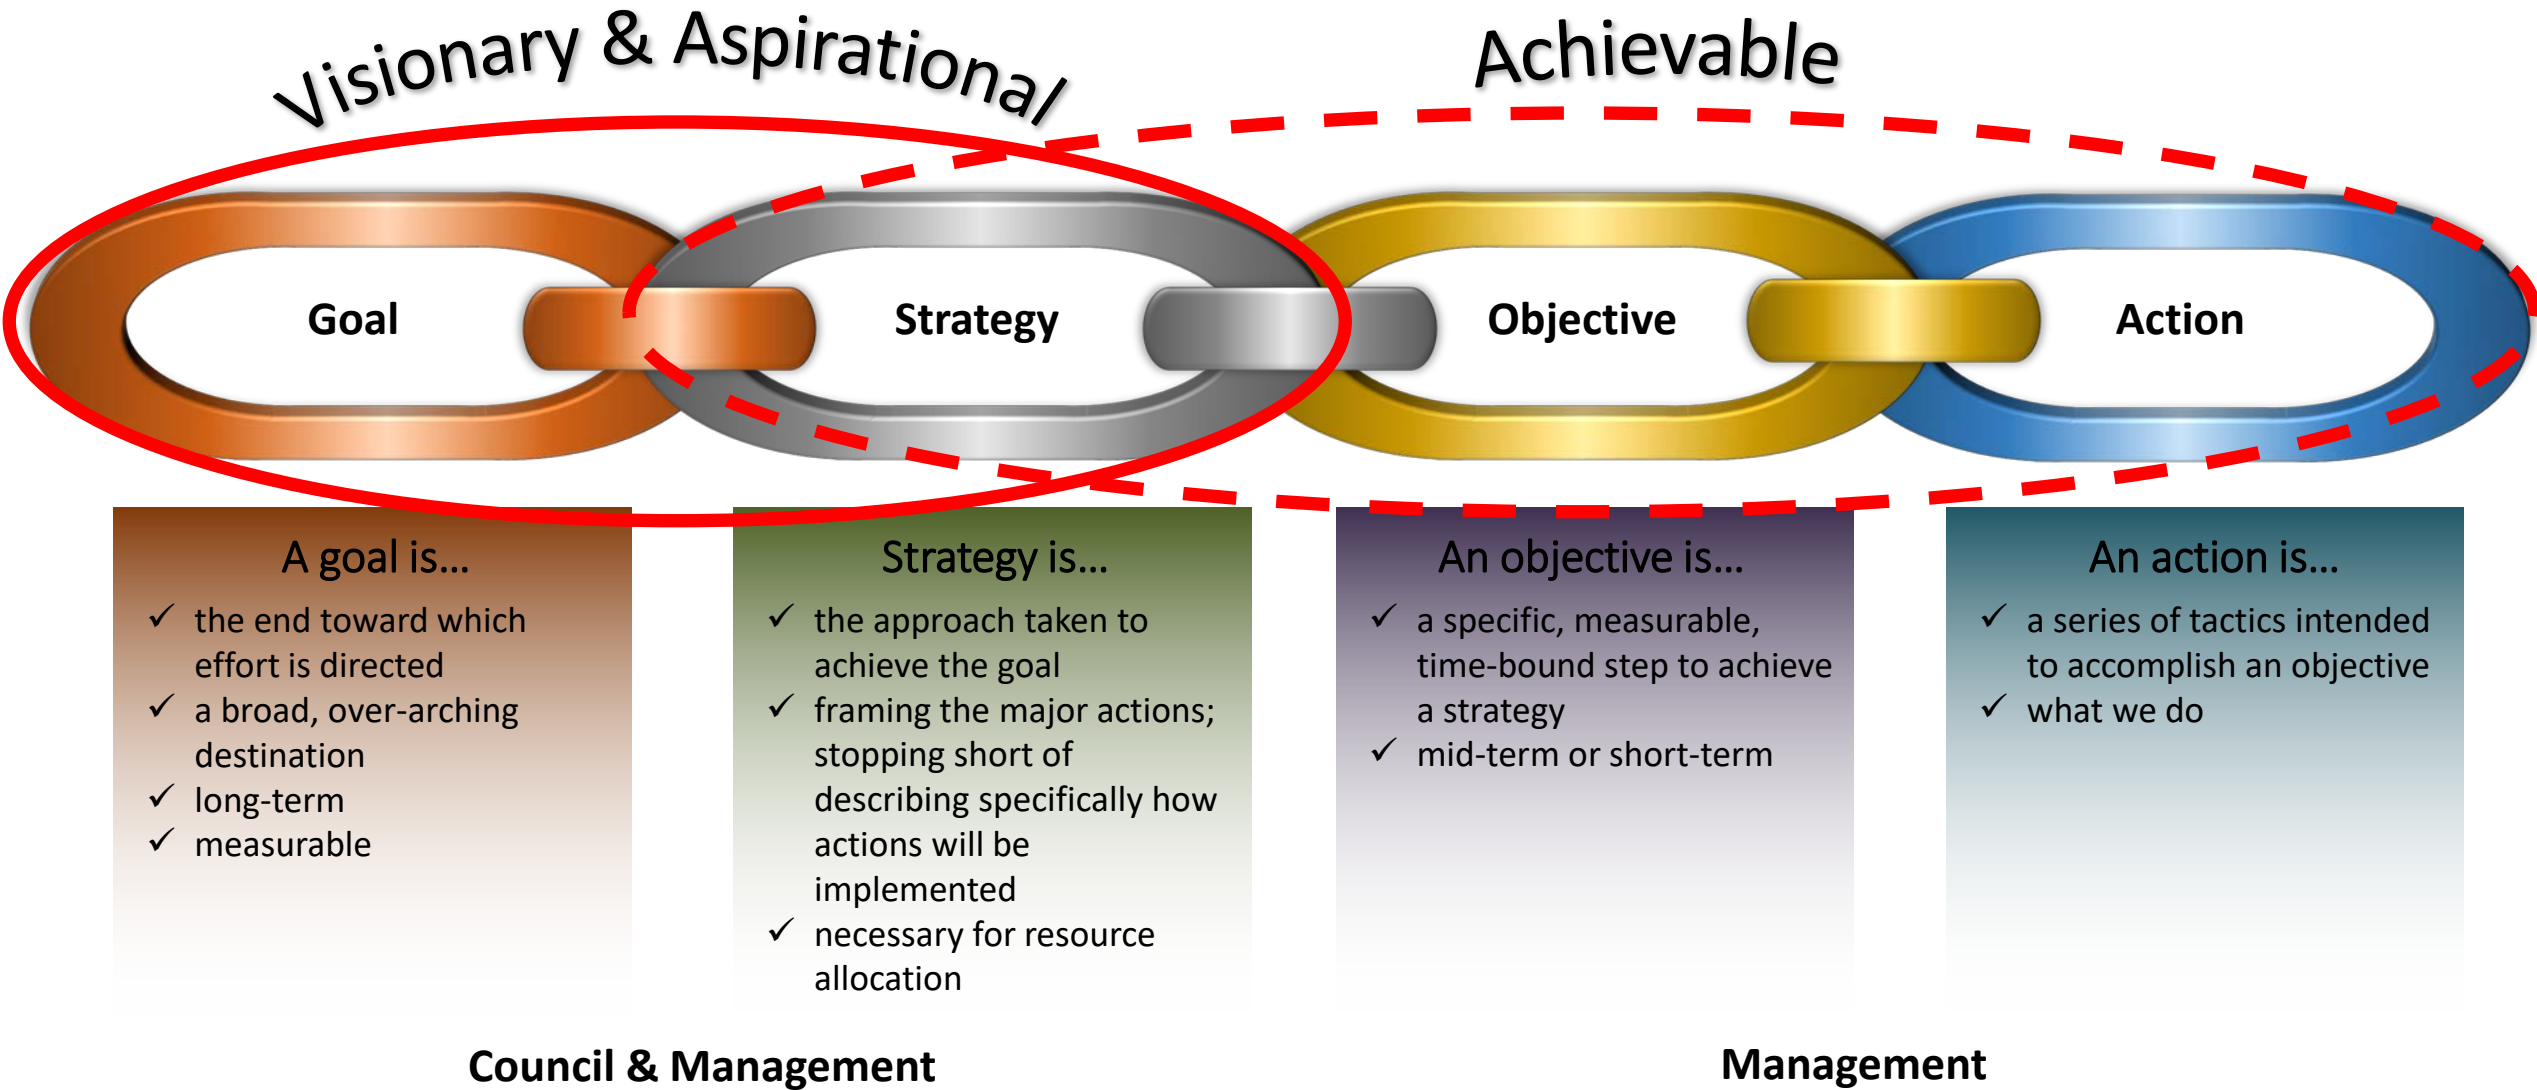 Visionary & Aspirational
Achievable
Goal
Strategy
Objective
Action
A goal is...
✓ the end toward which
effort is directed
✓ a broad, over-arching
destination
✓ long-term
✓ measurable
Strategy is...
✓ the approach taken to
achieve the goal
✓ framing the major actions;
stopping short of
describing specifically how
actions will be
implemented
✓ necessary for resource
allocation
An objective is...
✓ a specific, measurable,
time-bound step to achieve
a strategy
✓ mid-term or short-term
An action is...
✓ a series of tactics intended
to accomplish an objective
✓ what we do
Council & Management
Management